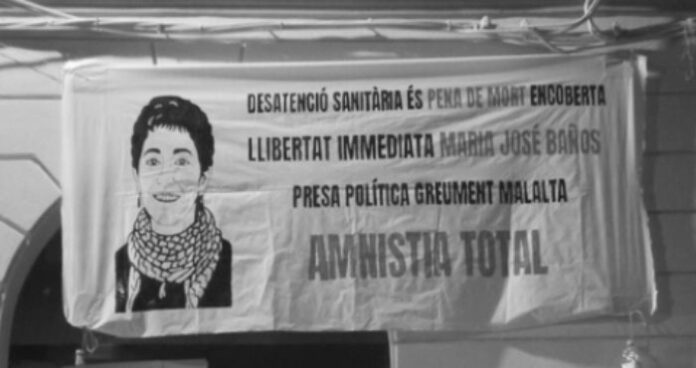 DESATENCIÓ SANITÀRIA ÉS PENA DE MORT ENCOBERTA
LLIBERTAT IMMEDIATA MARIA JOSÉ BAÑOS
PRESA POLÍTICA GREUMENT MALALTA
AMNISTIA TOTAL